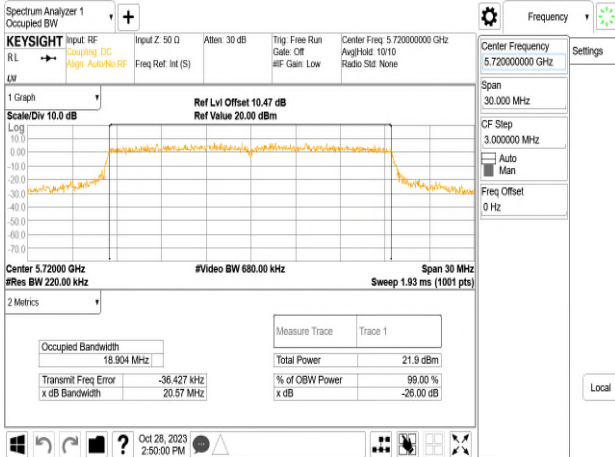 Spectrum Analyzer 1
Occupied BW
+
Frequency
KEYSIGHT
RL
Input: RF
Coupling: DC
Align: Auto/No RF
Input Z: 50 Ω
Freq Ref: Int (S)
Atten: 30 dB
Trig: Free Run
Gate: Off
#IF Gain: Low
Center Freq: 5.720000000 GHz
Avg|Hold: 10/10
Radio Std: None
Center Frequency
5.720000000 GHz
Settings
Span
30.000 MHz
CF Step
3.000000 MHz
Auto
Man
Freq Offset
0 Hz
Local
1 Graph
Scale/Div 10.0 dB
Ref Lvl Offset 10.47 dB
Ref Value 20.00 dBm
Log
10.0
0.00
-10.0
-20.0
-30.0
-40.0
-50.0
-60.0
-70.0
Center 5.72000 GHz
#Res BW 220.00 kHz
#Video BW 680.00 kHz
Span 30 MHz
Sweep 1.93 ms (1001 pts)
2 Metrics
Measure Trace
Trace 1
Occupied Bandwidth
18.904 MHz
Total Power
21.9 dBm
Transmit Freq Error
-36.427 kHz
% of OBW Power
99.00 %
x dB Bandwidth
20.57 MHz
x dB
-26.00 dB
?
Oct 28, 2023
2:50:00 PM